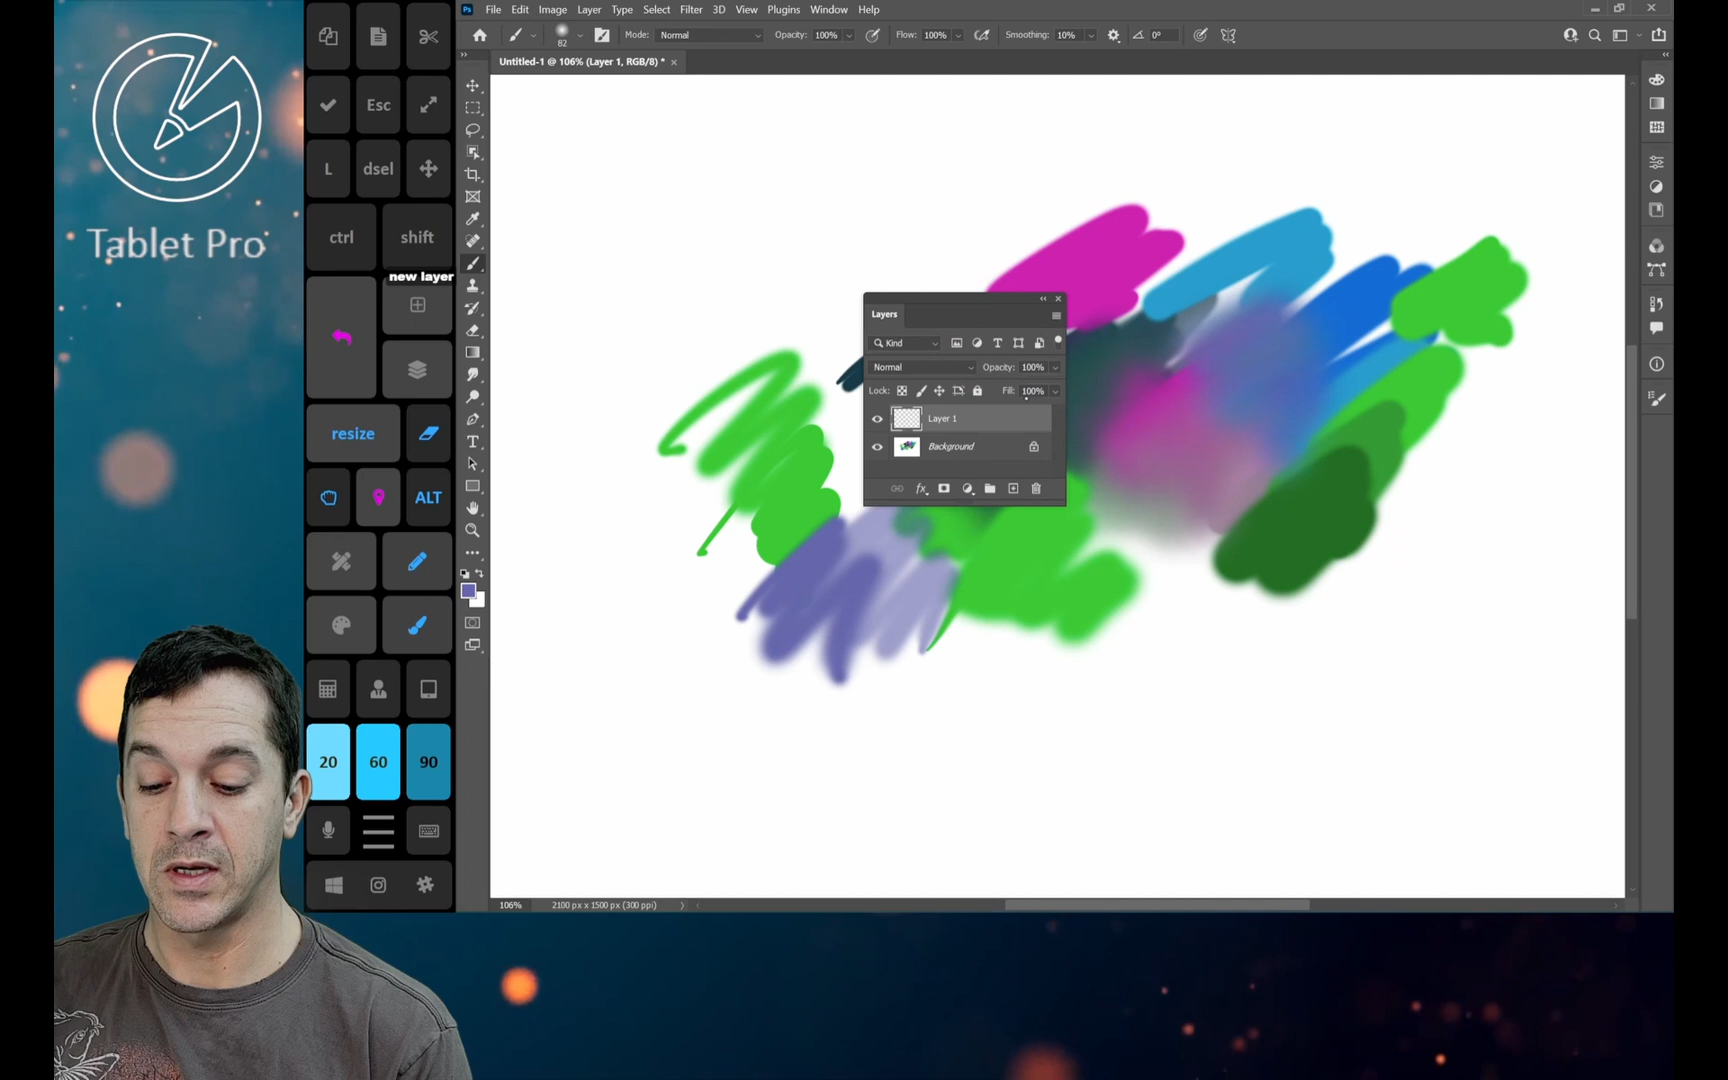 Tablet Pro
Esc
L dsel
ctrl shift
new layer
resize
ALT
20 60 90
Ps File Edit Image Layer Type Select Filter 3D View Plugins Window Help
82 Mode: Normal Opacity: 100% Flow: 100% Smoothing: 10% 0°
Untitled-1 @ 106% (Layer 1, RGB/8) *
Layers
Kind
Normal Opacity: 100%
Lock: Fill: 100%
Layer 1
Background
fx
106% 2100 px x 1500 px (300 ppi)